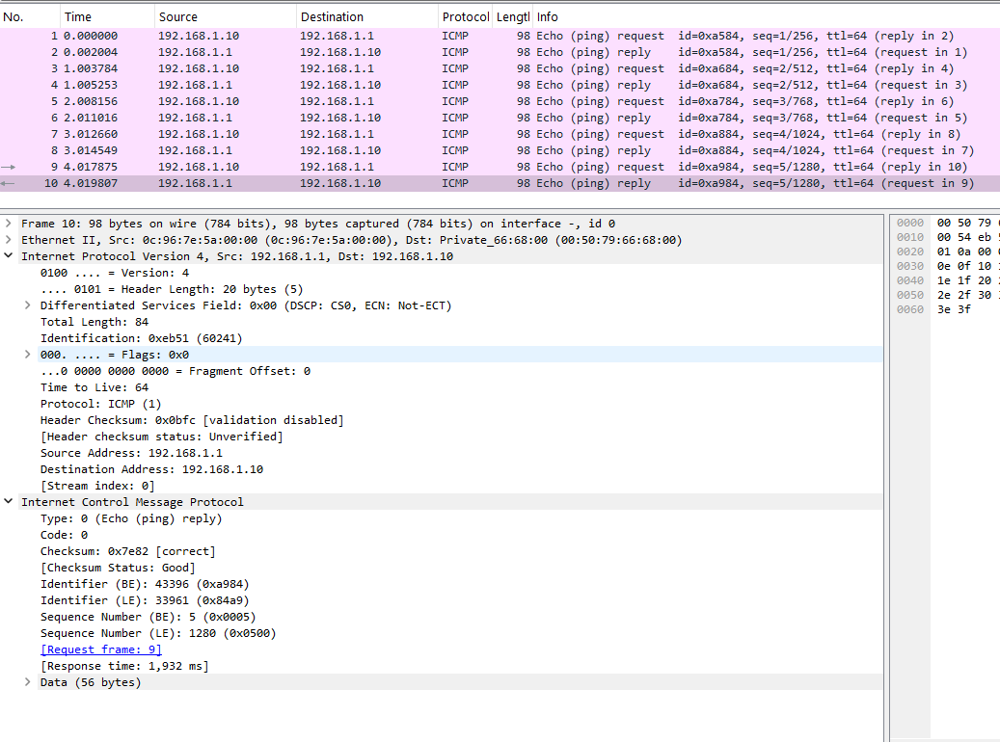 No. Time Source Destination Protocol Lengtl Info
1 0.000000 192.168.1.10 192.168.1.1 ICMP 98 Echo (ping) request id=0xa584, seq=1/256, ttl=64 (reply in 2)
2 0.002004 192.168.1.1 192.168.1.10 ICMP 98 Echo (ping) reply id=0xa584, seq=1/256, ttl=64 (request in 1)
3 1.003784 192.168.1.10 192.168.1.1 ICMP 98 Echo (ping) request id=0xa684, seq=2/512, ttl=64 (reply in 4)
4 1.005253 192.168.1.1 192.168.1.10 ICMP 98 Echo (ping) reply id=0xa684, seq=2/512, ttl=64 (request in 3)
5 2.008156 192.168.1.10 192.168.1.1 ICMP 98 Echo (ping) request id=0xa784, seq=3/768, ttl=64 (reply in 6)
6 2.011016 192.168.1.1 192.168.1.10 ICMP 98 Echo (ping) reply id=0xa784, seq=3/768, ttl=64 (request in 5)
7 3.012660 192.168.1.10 192.168.1.1 ICMP 98 Echo (ping) request id=0xa884, seq=4/1024, ttl=64 (reply in 8)
8 3.014549 192.168.1.1 192.168.1.10 ICMP 98 Echo (ping) reply id=0xa884, seq=4/1024, ttl=64 (request in 7)
9 4.017875 192.168.1.10 192.168.1.1 ICMP 98 Echo (ping) request id=0xa984, seq=5/1280, ttl=64 (reply in 10)
10 4.019807 192.168.1.1 192.168.1.10 ICMP 98 Echo (ping) reply id=0xa984, seq=5/1280, ttl=64 (request in 9)
Frame 10: 98 bytes on wire (784 bits), 98 bytes captured (784 bits) on interface -, id 0
Ethernet II, Src: 0c:96:7e:5a:00:00 (0c:96:7e:5a:00:00), Dst: Private_66:68:00 (00:50:79:66:68:00)
Internet Protocol Version 4, Src: 192.168.1.1, Dst: 192.168.1.10
0100 .... = Version: 4
.... 0101 = Header Length: 20 bytes (5)
Differentiated Services Field: 0x00 (DSCP: CS0, ECN: Not-ECT)
Total Length: 84
Identification: 0xeb51 (60241)
000. .... = Flags: 0x0
...0 0000 0000 0000 = Fragment Offset: 0
Time to Live: 64
Protocol: ICMP (1)
Header Checksum: 0x0bfc [validation disabled]
[Header checksum status: Unverified]
Source Address: 192.168.1.1
Destination Address: 192.168.1.10
[Stream index: 0]
Internet Control Message Protocol
Type: 0 (Echo (ping) reply)
Code: 0
Checksum: 0x7e82 [correct]
[Checksum Status: Good]
Identifier (BE): 43396 (0xa984)
Identifier (LE): 33961 (0x84a9)
Sequence Number (BE): 5 (0x0005)
Sequence Number (LE): 1280 (0x0500)
[Request frame: 9]
[Response time: 1,932 ms]
Data (56 bytes)
0000 00 50 79
0010 00 54 eb
0020 01 0a 00
0030 0e 0f 10
0040 1e 1f 20
0050 2e 2f 30
0060 3e 3f